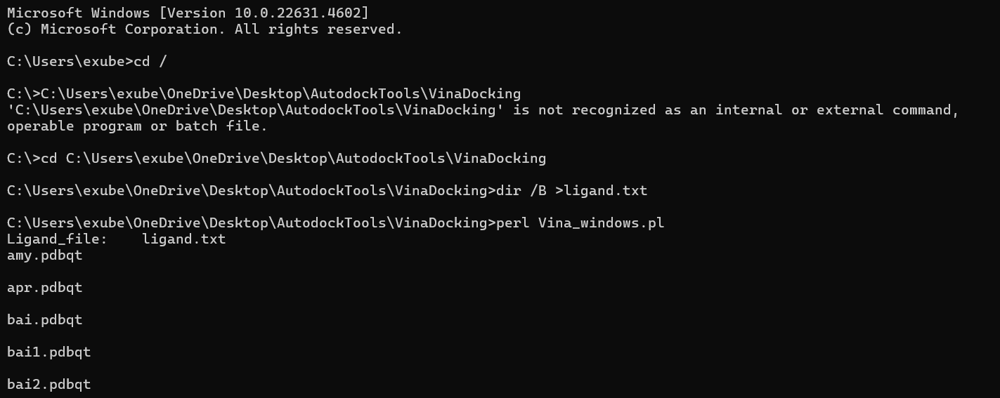 Microsoft Windows [Version 10.0.22631.4602]
(c) Microsoft Corporation. All rights reserved.
C:\Users\exube>cd /
C:\>C:\Users\exube\OneDrive\Desktop\AutodockTools\VinaDocking
'C:\Users\exube\OneDrive\Desktop\AutodockTools\VinaDocking' is not recognized as an internal or external command,
operable program or batch file.
C:\>cd C:\Users\exube\OneDrive\Desktop\AutodockTools\VinaDocking
C:\Users\exube\OneDrive\Desktop\AutodockTools\VinaDocking>dir /B >ligand.txt
C:\Users\exube\OneDrive\Desktop\AutodockTools\VinaDocking>perl Vina_windows.pl
Ligand_file:    ligand.txt
amy.pdbqt
apr.pdbqt
bai.pdbqt
bai1.pdbqt
bai2.pdbqt